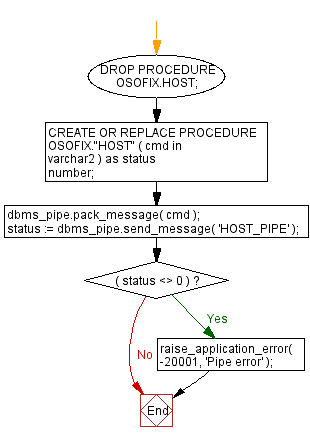 DROP PROCEDURE
OSOFIX.HOST;
CREATE OR REPLACE PROCEDURE
OSOFIX."HOST" ( cmd in
varchar2 ) as status
number;
dbms_pipe.pack_message( cmd );
status := dbms_pipe.send_message( 'HOST_PIPE' );
( status <> 0 ) ?
Yes
No
raise_application_error(
-20001, 'Pipe error' );
End